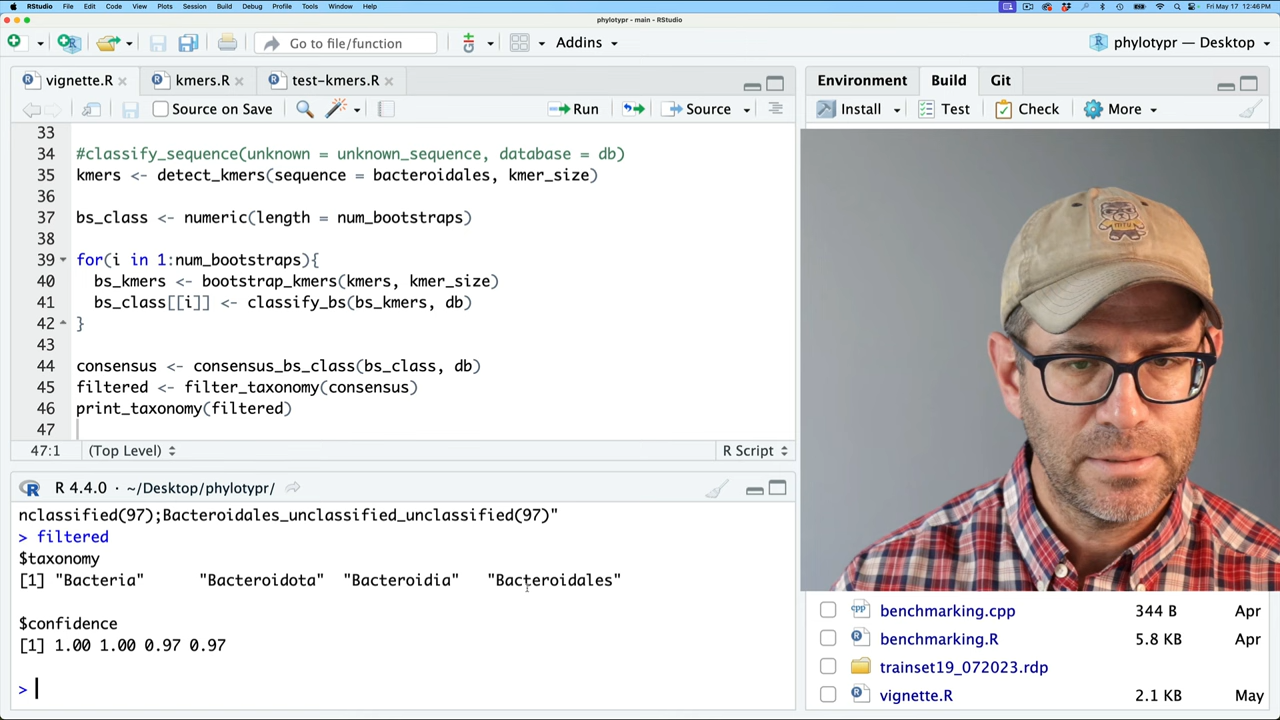 RStudio File Edit Code View Plots Session Build Debug Profile Tools Window Help Fri May 17 12:46PM
phylotypr - main - RStudio
Go to file/function Addins phylotypr — Desktop
vignette.R kmers.R test-kmers.R
Source on Save Run Source
33
34 #classify_sequence(unknown = unknown_sequence, database = db)
35 kmers <- detect_kmers(sequence = bacteroidales, kmer_size)
36
37 bs_class <- numeric(length = num_bootstraps)
38
39 for(i in 1:num_bootstraps){
40 bs_kmers <- bootstrap_kmers(kmers, kmer_size)
41 bs_class[[i]] <- classify_bs(bs_kmers, db)
42 }
43
44 consensus <- consensus_bs_class(bs_class, db)
45 filtered <- filter_taxonomy(consensus)
46 print_taxonomy(filtered)
47
47:1 (Top Level) R Script
R 4.4.0 · ~/Desktop/phylotypr/
nclassified(97);Bacteroidales_unclassified_unclassified(97)"
> filtered
$taxonomy
[1] "Bacteria" "Bacteroidota" "Bacteroidia" "Bacteroidales"
$confidence
[1] 1.00 1.00 0.97 0.97
>
Environment Build Git
Install Test Check More
benchmarking.cpp 344 B Apr
benchmarking.R 5.8 KB Apr
trainset19_072023.rdp
vignette.R 2.1 KB May